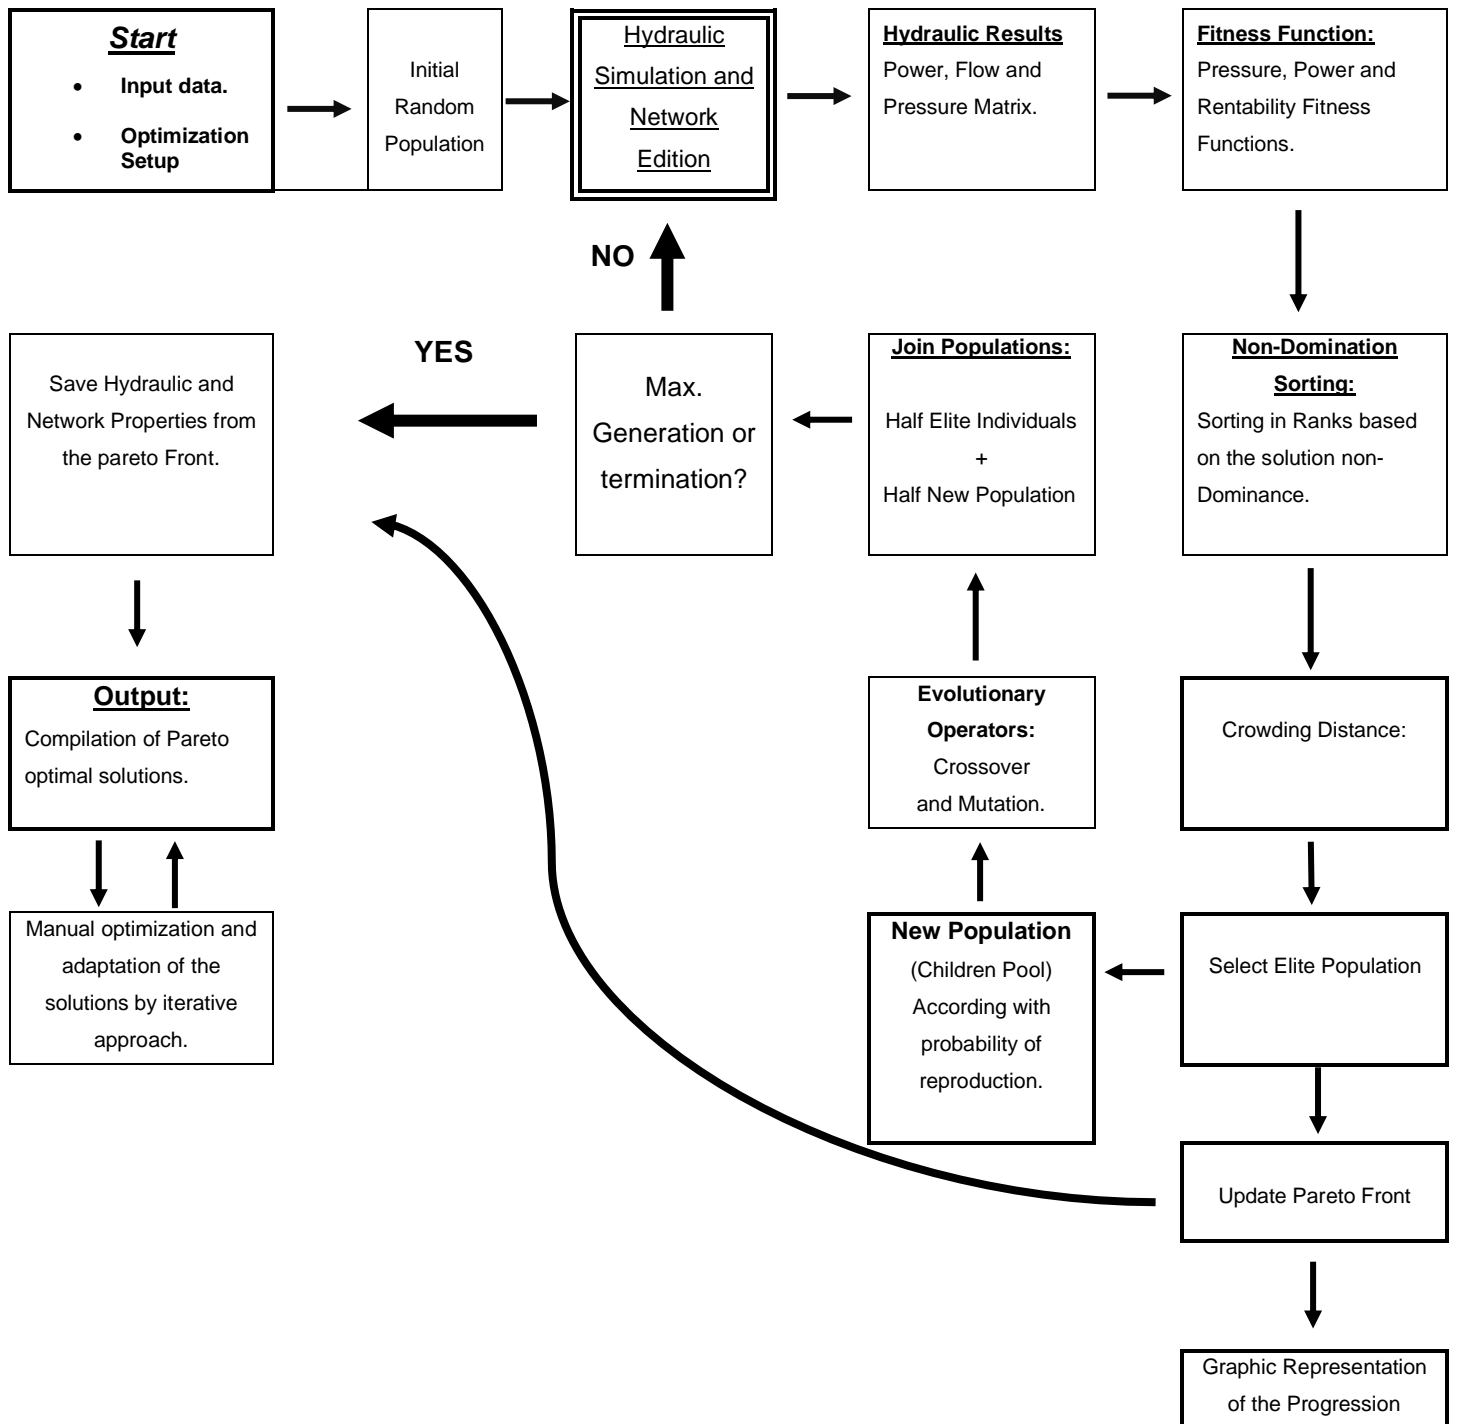 Start
• Input data.
• Optimization
Setup
Initial
Random
Population
Hydraulic
Simulation and
Network
Edition
Hydraulic Results
Power, Flow and
Pressure Matrix.
Fitness Function:
Pressure, Power and
Rentability Fitness
Functions.
NO
YES
Save Hydraulic and
Network Properties from
the pareto Front.
Max.
Generation or
termination?
Join Populations:
Half Elite Individuals
+
Half New Population
Non-Domination
Sorting:
Sorting in Ranks based
on the solution non-
Dominance.
Output:
Compilation of Pareto
optimal solutions.
Evolutionary
Operators:
Crossover
and Mutation.
Crowding Distance:
Manual optimization and
adaptation of the
solutions by iterative
approach.
New Population
(Children Pool)
According with
probability of
reproduction.
Select Elite Population
Update Pareto Front
Graphic Representation
of the Progression